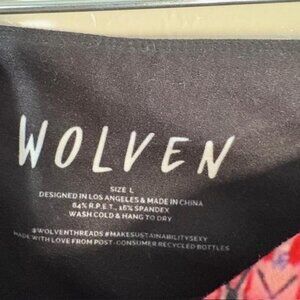 WOLVEN
SIZE L
DESIGNED IN LOS ANGELES & MADE IN CHINA
84% R.P.E.T., 16% SPANDEX
WASH COLD & HANG TO DRY
@WOLVENTHREADS #MAKESUSTAINABILITYSEXY
MADE WITH LOVE FROM POST-CONSUMER RECYCLED BOTTLES